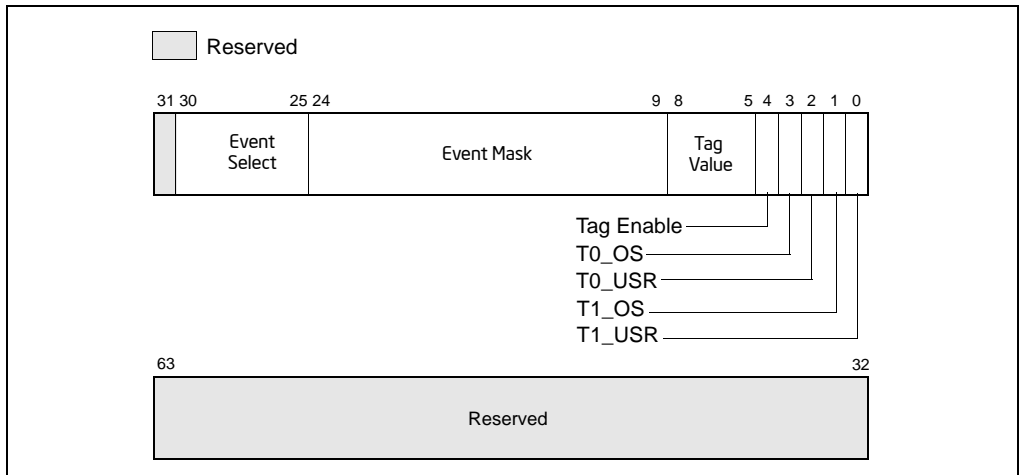 Reserved
31 30 25 24 9 8 5 4 3 2 1 0
Event Select
Event Mask
Tag Value
Tag Enable
T0_OS
T0_USR
T1_OS
T1_USR
63 32
Reserved